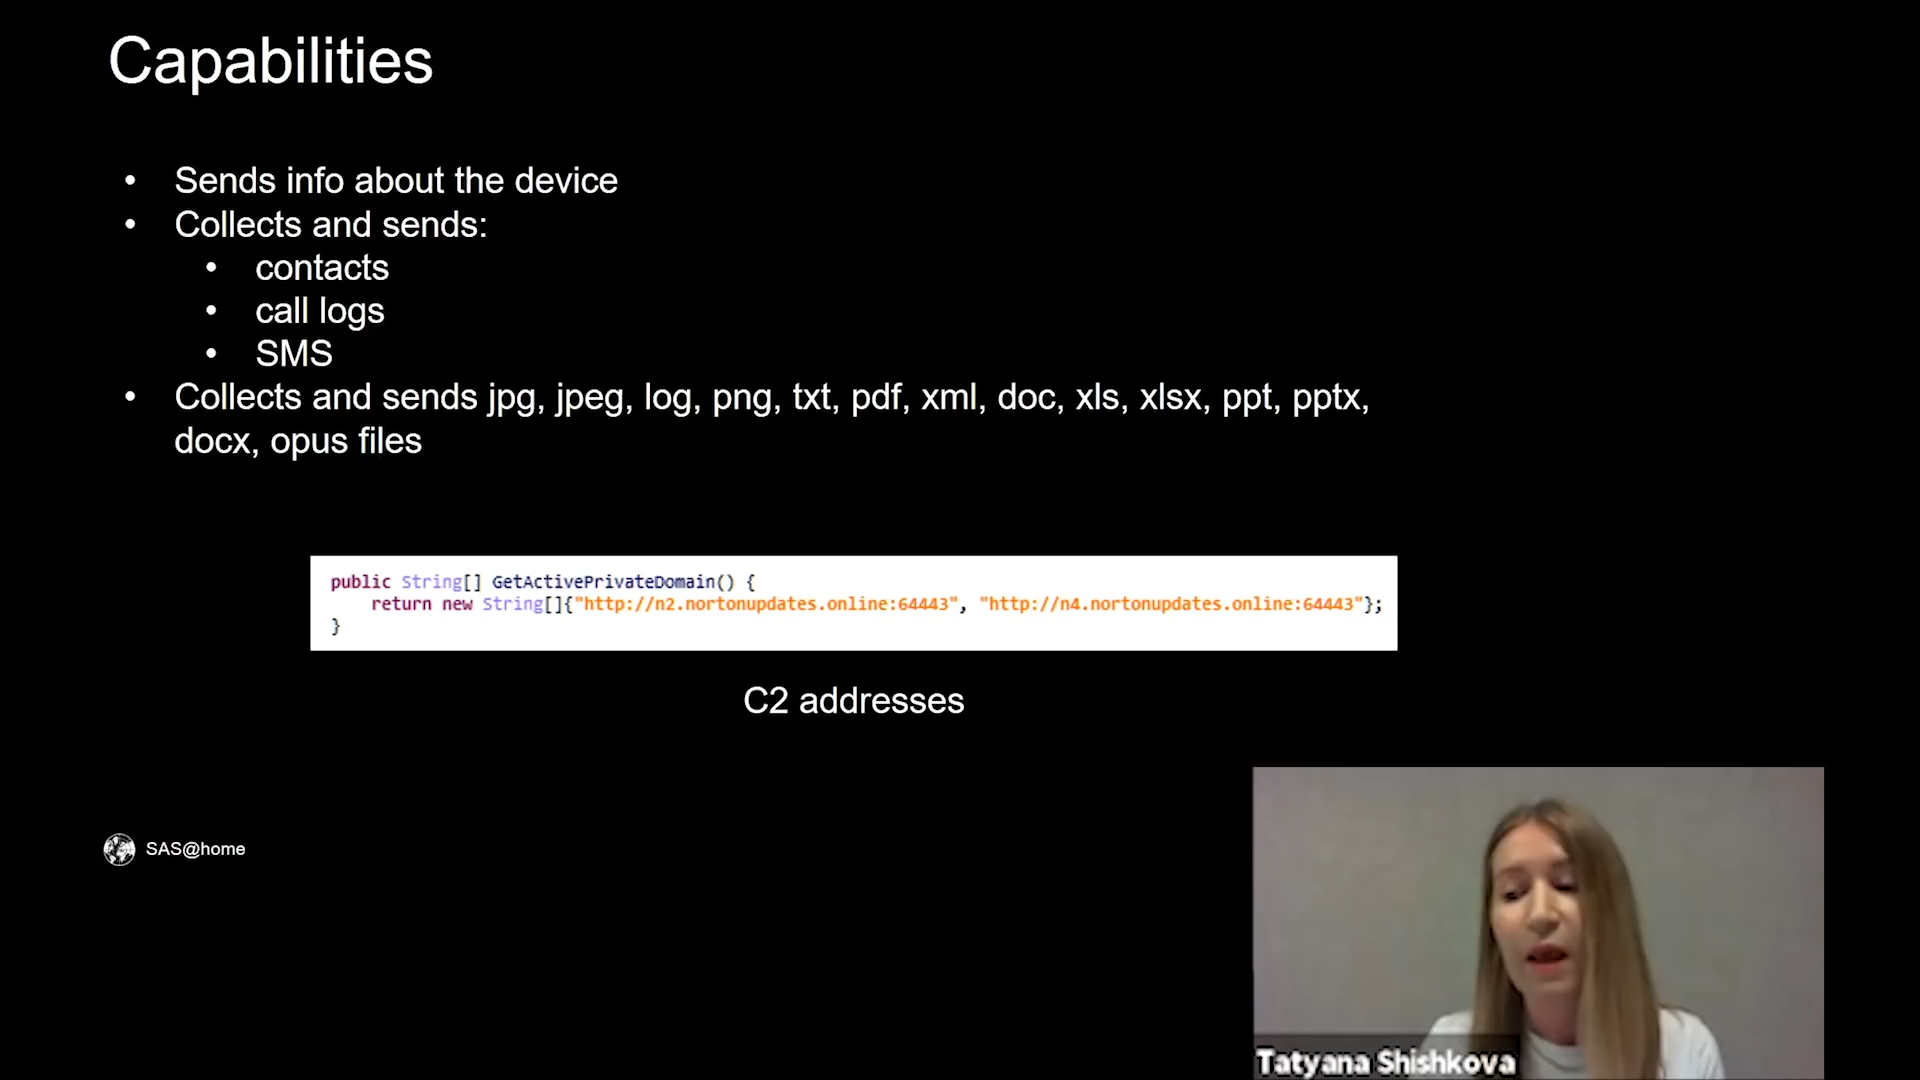 Capabilities
• Sends info about the device
• Collects and sends:
• contacts
• call logs
• SMS
• Collects and sends jpg, jpeg, log, png, txt, pdf, xml, doc, xls, xlsx, ppt, pptx,
docx, opus files
public String[] GetActivePrivateDomain() {
return new String[]{"http://n2.nortonupdates.online:64443", "http://n4.nortonupdates.online:64443"};
}
C2 addresses
SAS@home
Tatyana Shishkova